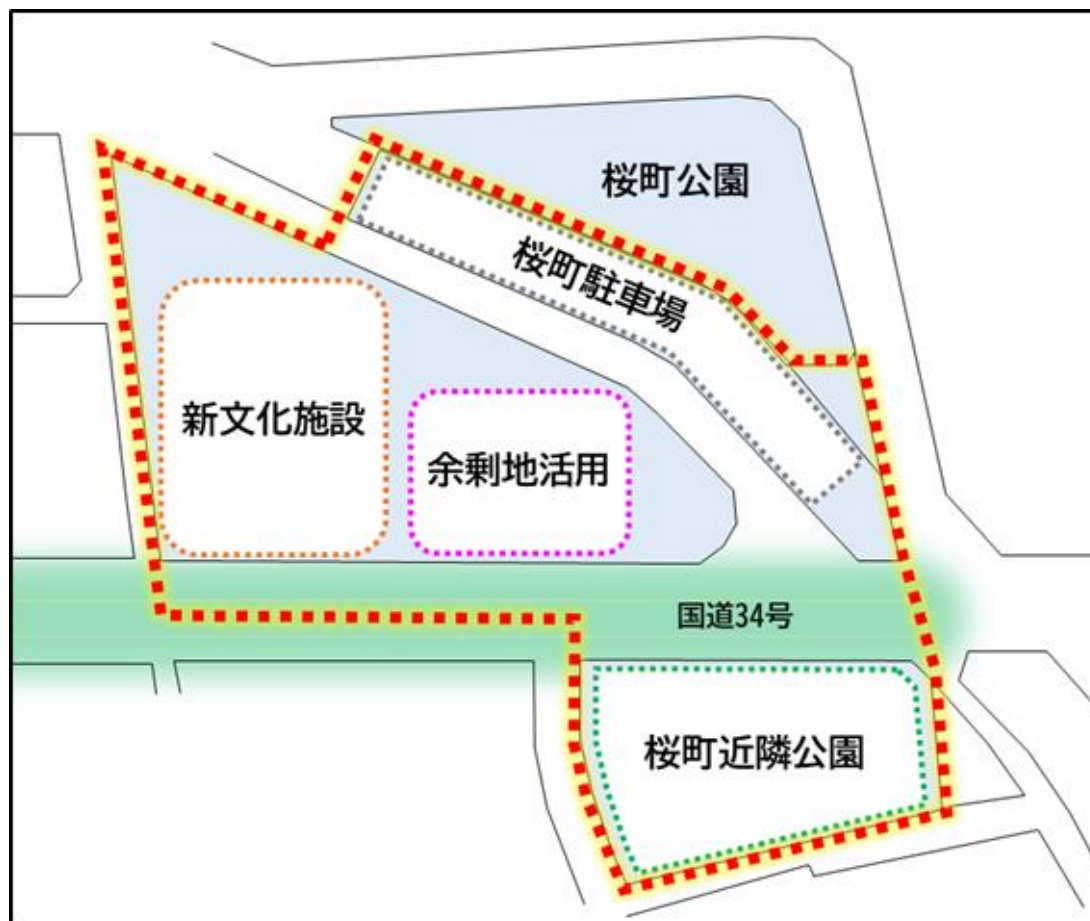 桜町公園
桜町駐車場
新文化施設
余剰地活用
国道34号
桜町近隣公園